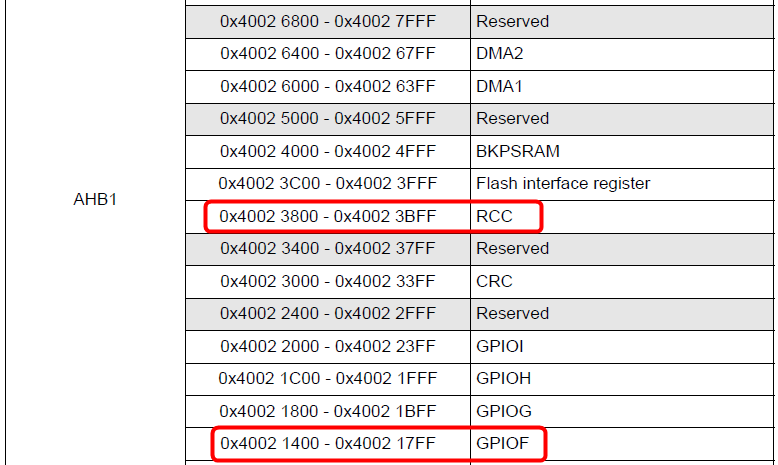 0x4002 6800 - 0x4002 7FFF Reserved
0x4002 6400 - 0x4002 67FF DMA2
0x4002 6000 - 0x4002 63FF DMA1
0x4002 5000 - 0x4002 5FFF Reserved
0x4002 4000 - 0x4002 4FFF BKPSRAM
0x4002 3C00 - 0x4002 3FFF Flash interface register
AHB1
0x4002 3800 - 0x4002 3BFF RCC
0x4002 3400 - 0x4002 37FF Reserved
0x4002 3000 - 0x4002 33FF CRC
0x4002 2400 - 0x4002 2FFF Reserved
0x4002 2000 - 0x4002 23FF GPIOI
0x4002 1C00 - 0x4002 1FFF GPIOH
0x4002 1800 - 0x4002 1BFF GPIOG
0x4002 1400 - 0x4002 17FF GPIOF